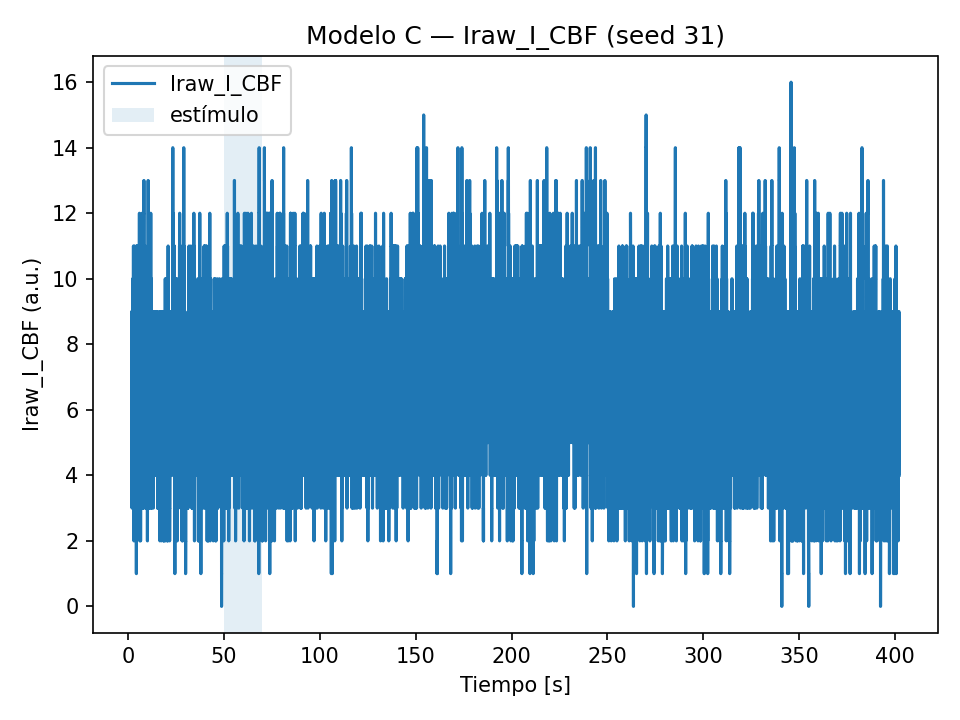 Modelo C — Iraw_I_CBF (seed 31)
Iraw_I_CBF
estímulo
Iraw_I_CBF (a.u.)
16
14
12
10
8
6
4
2
0
0 50 100 150 200 250 300 350 400
Tiempo [s]